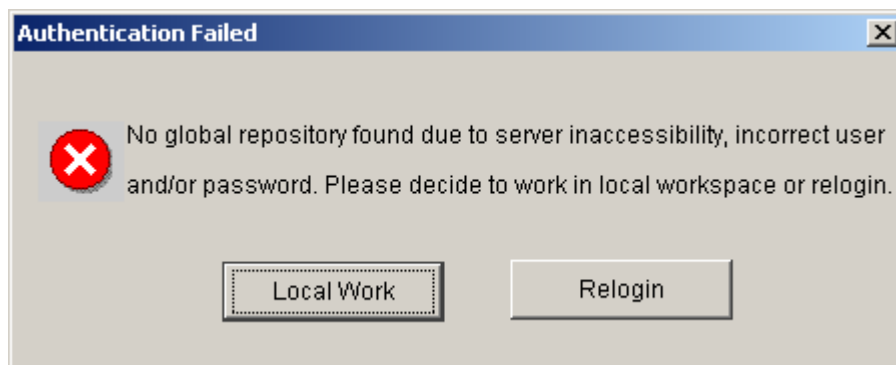 Authentication Failed
No global repository found due to server inaccessibility, incorrect user
and/or password. Please decide to work in local workspace or relogin.
Local Work
Relogin